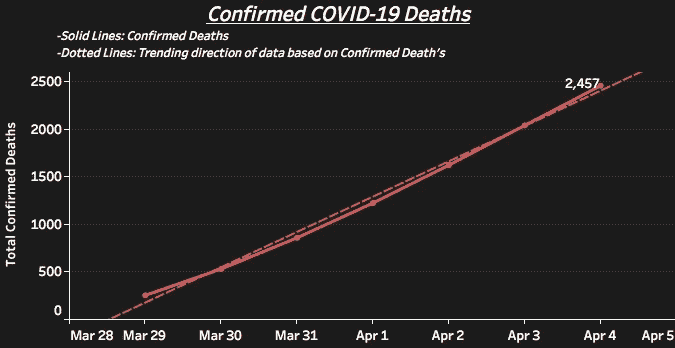 Confirmed COVID-19 Deaths
-Solid Lines: Confirmed Deaths
-Dotted Lines: Trending direction of data based on Confirmed Death's
2500
2,457
2000
1500
1000
500
0
Total Confirmed Deaths
Mar 28 Mar 29 Mar 30 Mar 31 Apr 1 Apr 2 Apr 3 Apr 4 Apr 5